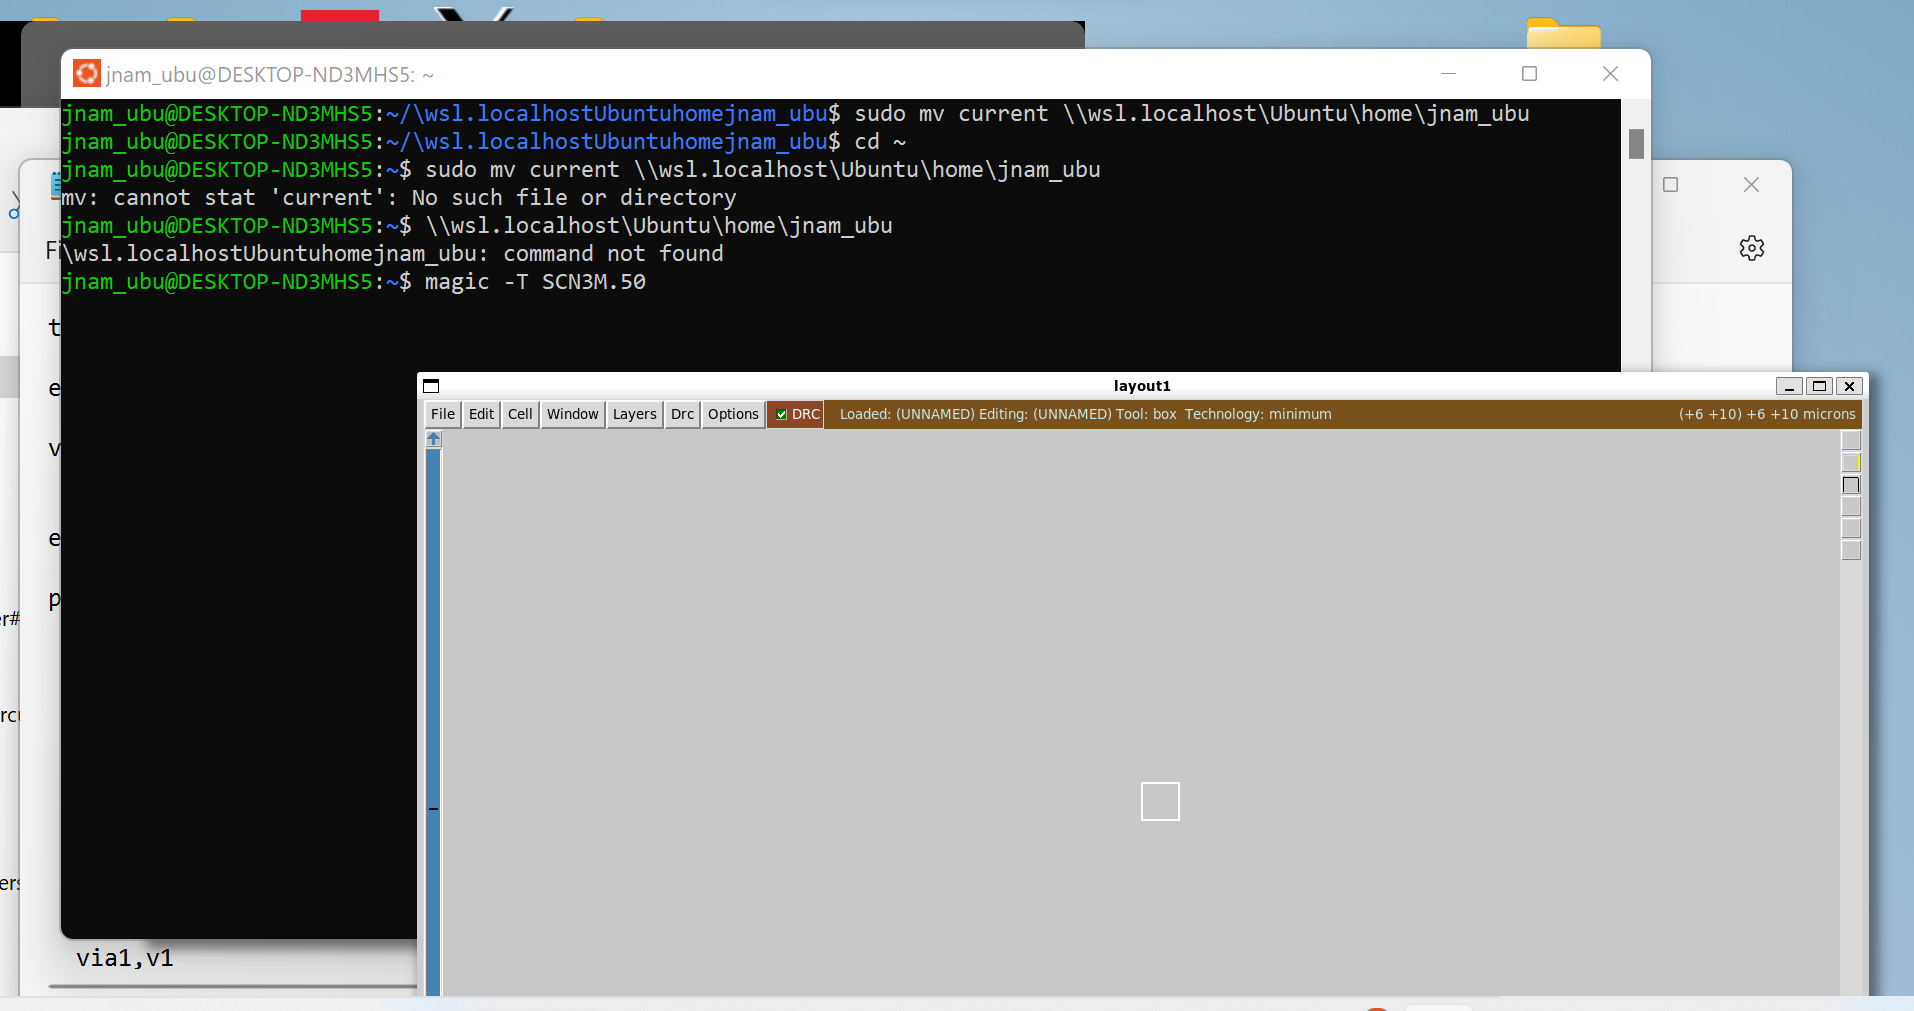 jnam_ubu@DESKTOP-ND3MHS5: ~
jnam_ubu@DESKTOP-ND3MHS5:~/\wsl.localhostUbuntuhomejnam_ubu$ sudo mv current \\wsl.localhost\Ubuntu\home\jnam_ubu
jnam_ubu@DESKTOP-ND3MHS5:~/\wsl.localhostUbuntuhomejnam_ubu$ cd ~
jnam_ubu@DESKTOP-ND3MHS5:~$ sudo mv current \\wsl.localhost\Ubuntu\home\jnam_ubu
mv: cannot stat 'current': No such file or directory
jnam_ubu@DESKTOP-ND3MHS5:~$ \\wsl.localhost\Ubuntu\home\jnam_ubu
\wsl.localhostUbuntuhomejnam_ubu: command not found
jnam_ubu@DESKTOP-ND3MHS5:~$ magic -T SCN3M.50
layout1
File Edit Cell Window Layers Drc Options DRC Loaded: (UNNAMED) Editing: (UNNAMED) Tool: box Technology: minimum (+6 +10) +6 +10 microns
via1,v1